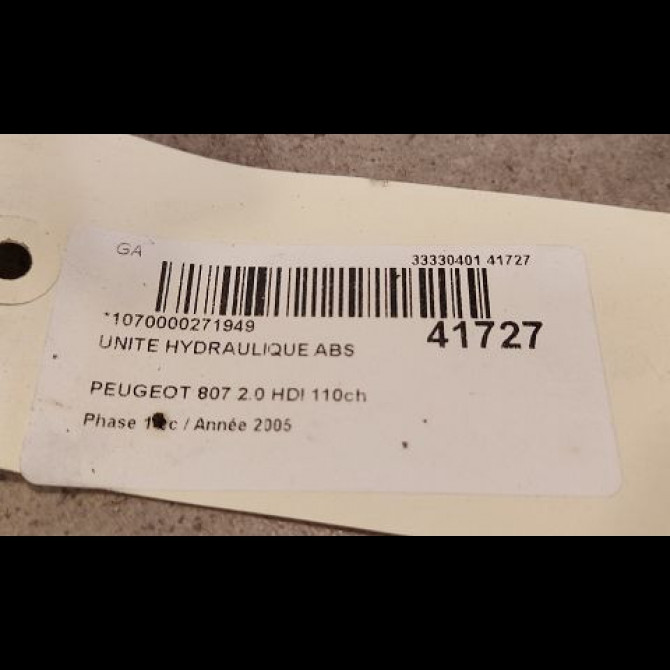 GA
33330401 41727
*1070000271949
41727
UNITE HYDRAULIQUE ABS
PEUGEOT 807 2.0 HDI 110ch
Phase / Année 2005